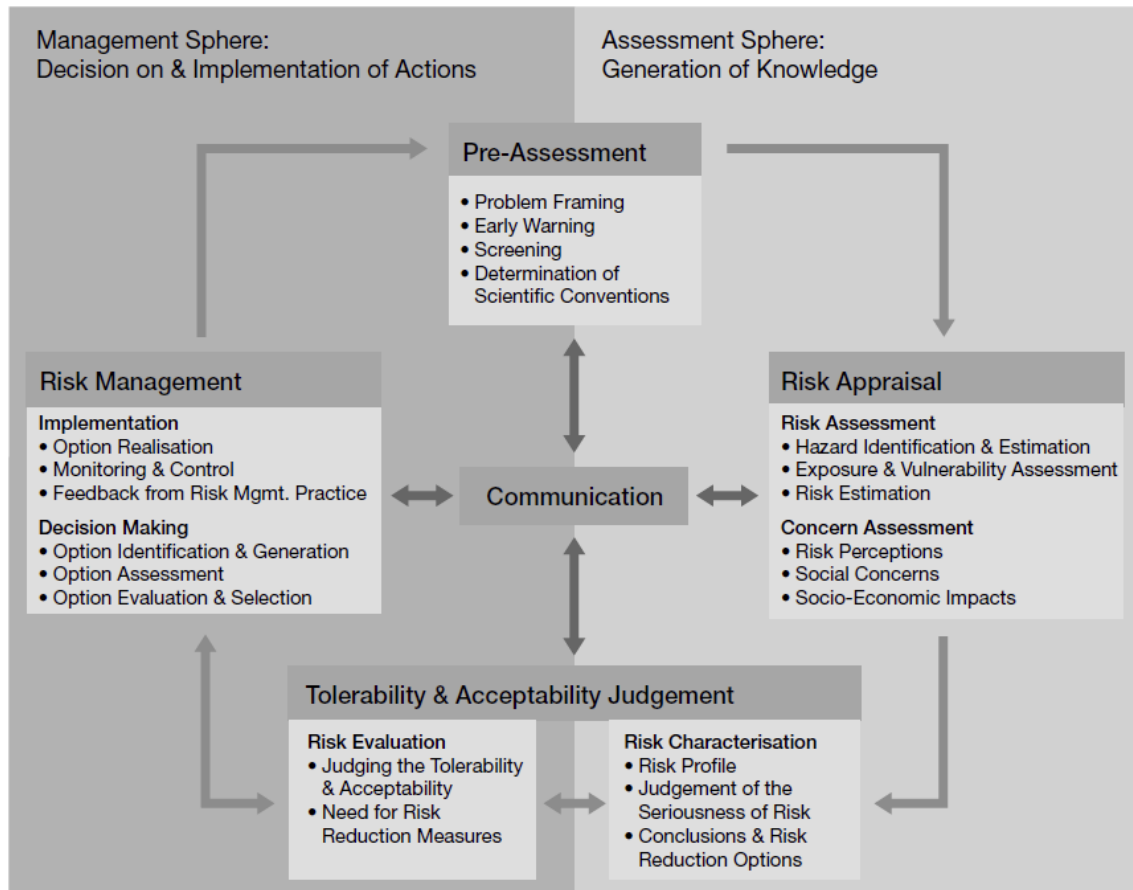 Management Sphere:
Decision on & Implementation of Actions
Assessment Sphere:
Generation of Knowledge
Pre-Assessment
• Problem Framing
• Early Warning
• Screening
• Determination of
Scientific Conventions
Risk Management
Implementation
• Option Realisation
• Monitoring & Control
• Feedback from Risk Mgmt. Practice
Decision Making
• Option Identification & Generation
• Option Assessment
• Option Evaluation & Selection
Communication
Risk Appraisal
Risk Assessment
• Hazard Identification & Estimation
• Exposure & Vulnerability Assessment
• Risk Estimation
Concern Assessment
• Risk Perceptions
• Social Concerns
• Socio-Economic Impacts
Tolerability & Acceptability Judgement
Risk Evaluation
• Judging the Tolerability
& Acceptability
• Need for Risk
Reduction Measures
Risk Characterisation
• Risk Profile
• Judgement of the
Seriousness of Risk
• Conclusions & Risk
Reduction Options